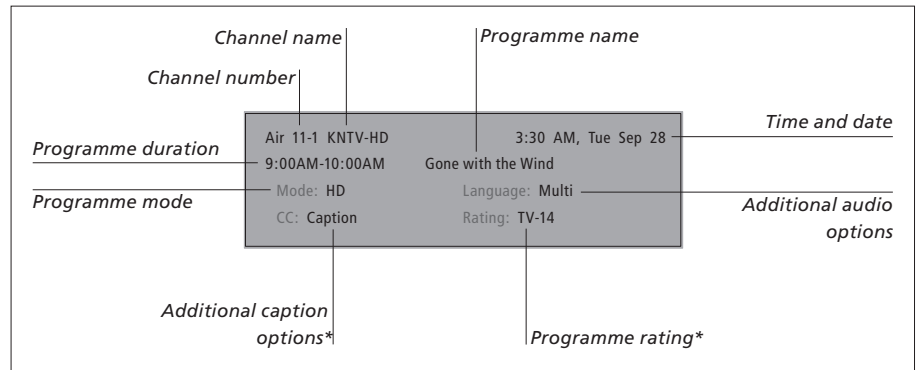 Channel name
Programme name
Channel number
Air 11-1 KNTV-HD
3:30 AM, Tue Sep 28
Time and date
Programme duration
9:00AM-10:00AM
Gone with the Wind
Programme mode
Mode: HD
Language: Multi
Additional audio
options
CC: Caption
Rating: TV-14
Additional caption
options*
Programme rating*